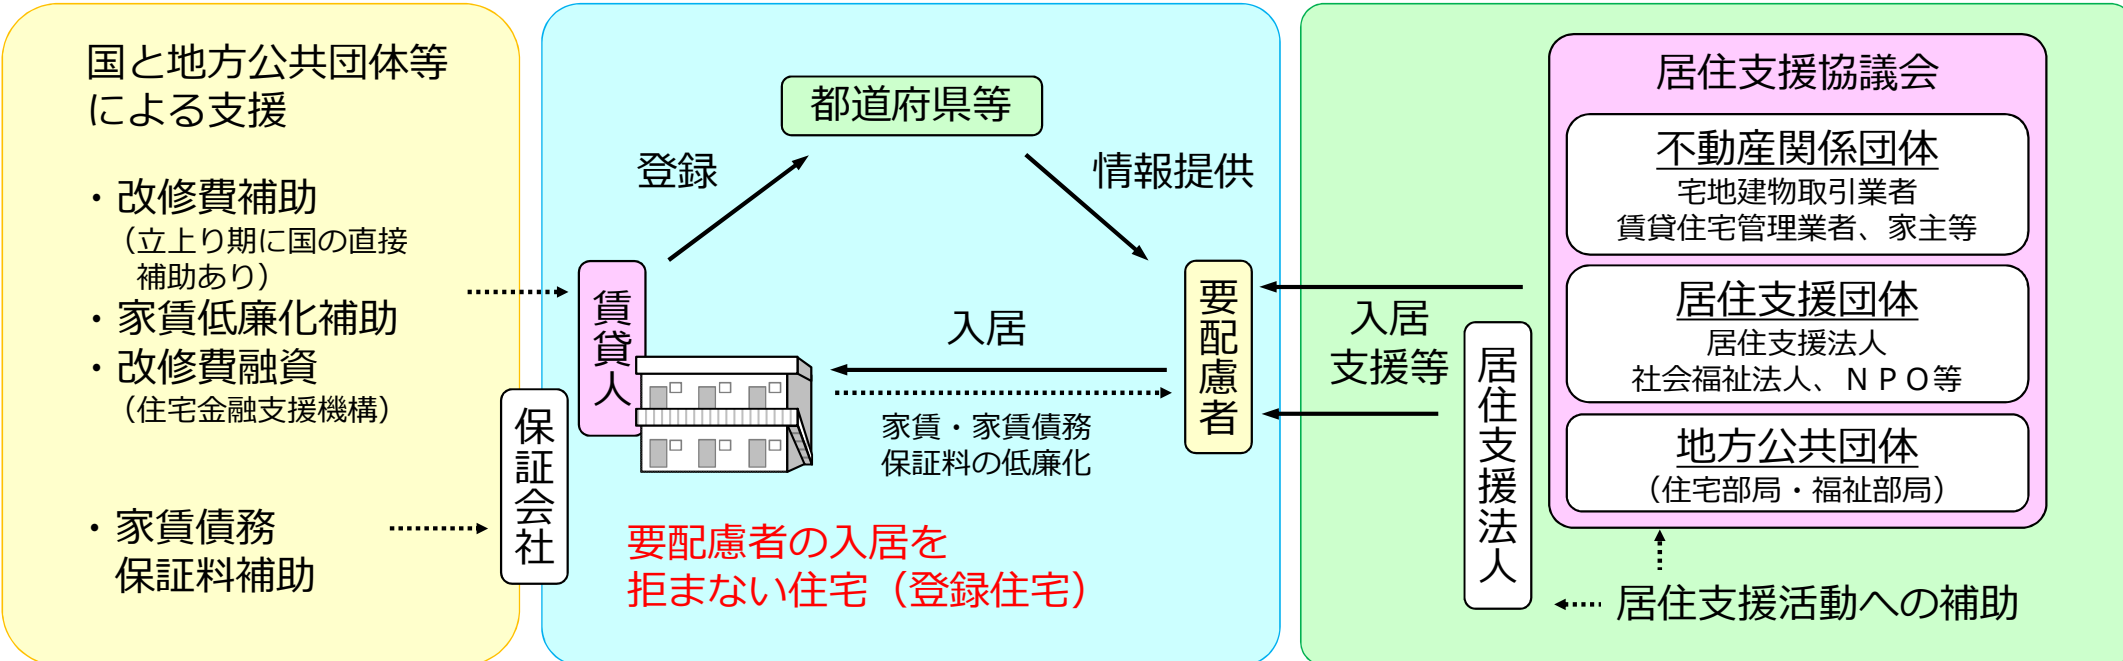 国と地方公共団体等
による支援
・改修費補助
（立上り期に国の直接
補助あり）
・家賃低廉化補助
・改修費融資
（住宅金融支援機構）
・家賃債務
保証料補助
保証会社
都道府県等
登録
情報提供
賃貸人
入居
家賃・家賃債務
保証料の低廉化
要配慮者
要配慮者の入居を
拒まない住宅（登録住宅）
入居
支援等
居住支援法人
居住支援協議会
不動産関係団体
宅地建物取引業者
賃貸住宅管理業者、家主等
居住支援団体
居住支援法人
社会福祉法人、ＮＰＯ等
地方公共団体
（住宅部局・福祉部局）
居住支援活動への補助